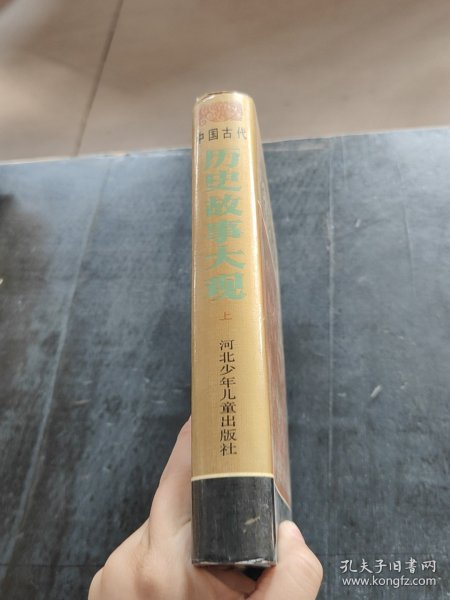 中国古代
历史故事大观
上
河北少年儿童出版社
孔夫子旧书网
www.kongfz.com